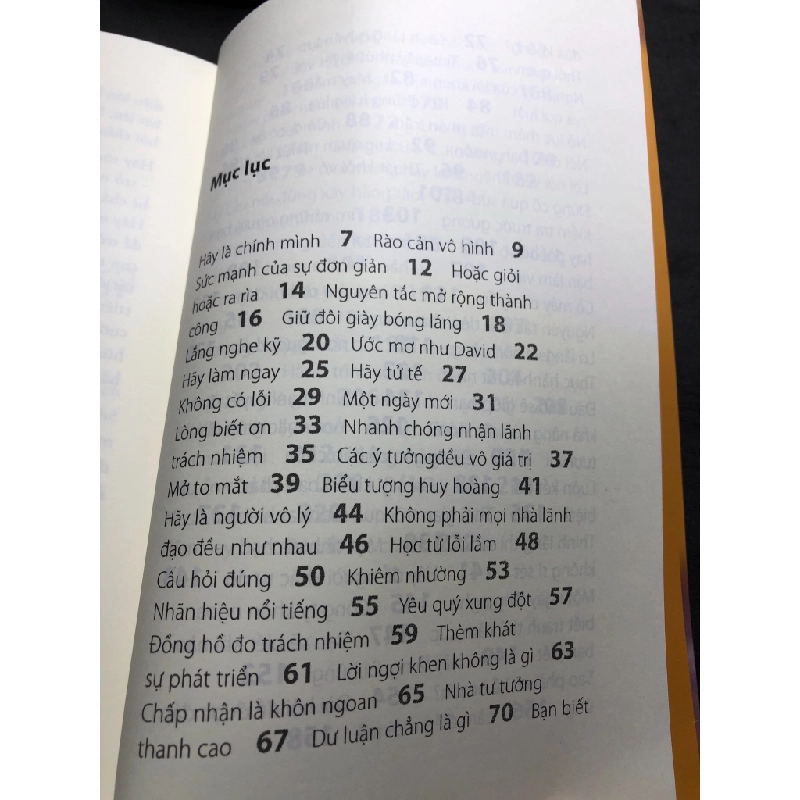 Mục lục
Hãy là chính mình 7 Rào cản vô hình 9
Sức mạnh của sự đơn giản 12 Hoặc giỏi
hoặc ra rìa 14 Nguyên tắc mở rộng thành
công 16 Giữ đôi giày bóng láng 18
Lắng nghe kỹ 20 Ước mơ như David 22
Hãy làm ngay 25 Hãy tử tế 27
Không có lỗi 29 Một ngày mới 31
Lòng biết ơn 33 Nhanh chóng nhận lãnh
trách nhiệm 35 Các ý tưởngđều vô giá trị 37
Mở to mắt 39 Biểu tượng huy hoàng 41
Hãy là người vô lý 44 Không phải mọi nhà lãnh
đạo đều như nhau 46 Học từ lỗi lầm 48
Câu hỏi đúng 50 Khiêm nhường 53
Nhãn hiệu nổi tiếng 55 Yêu quý xung đột 57
Đồng hồ đo trách nhiệm 59 Thèm khát
sự phát triển 61 Lời ngợi khen không là gì 63
Chấp nhận là khôn ngoan 65 Nhà tư tưởng
thanh cao 67 Dư luận chẳng là gì 70 Bạn biết